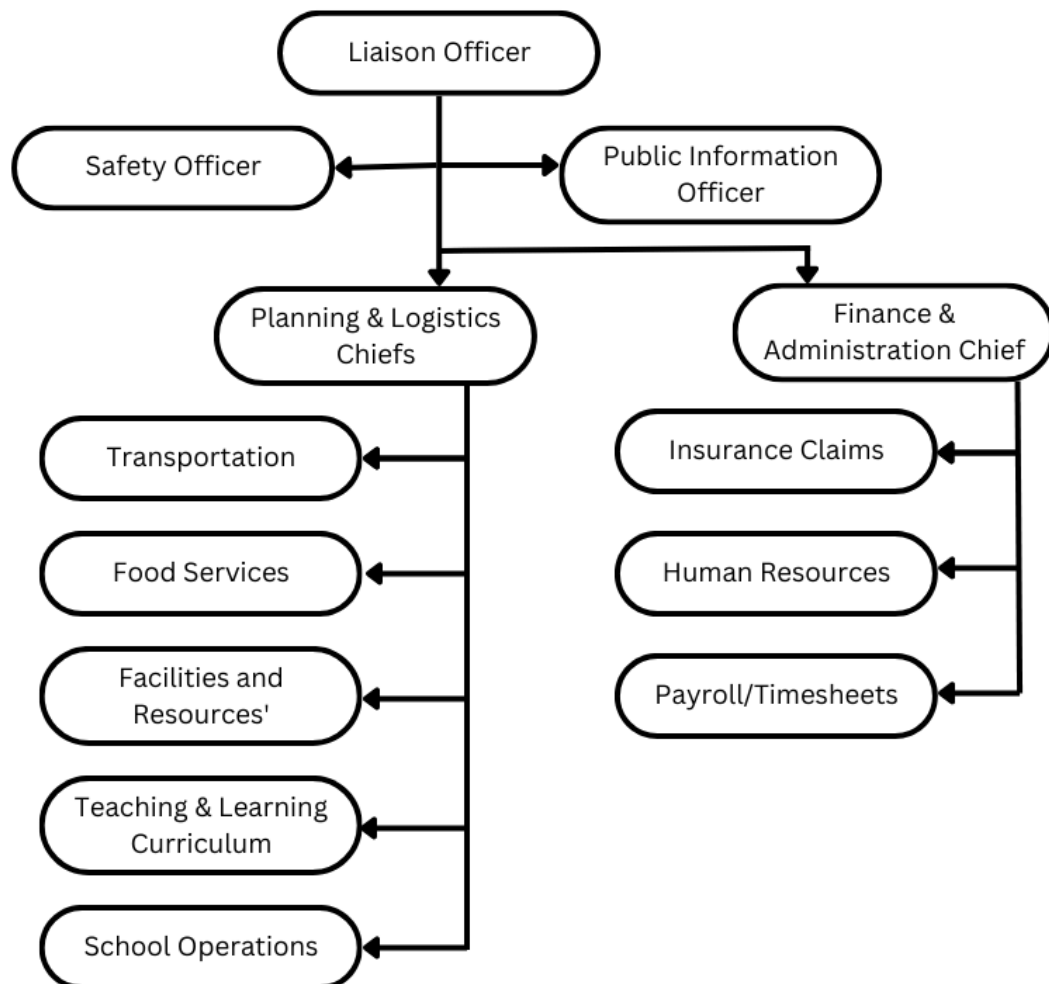 Liaison Officer
Safety Officer
Public Information
Officer
Planning & Logistics
Chiefs
Finance &
Administration Chief
Transportation
Insurance Claims
Food Services
Human Resources
Facilities and
Resources'
Payroll/Timesheets
Teaching & Learning
Curriculum
School Operations